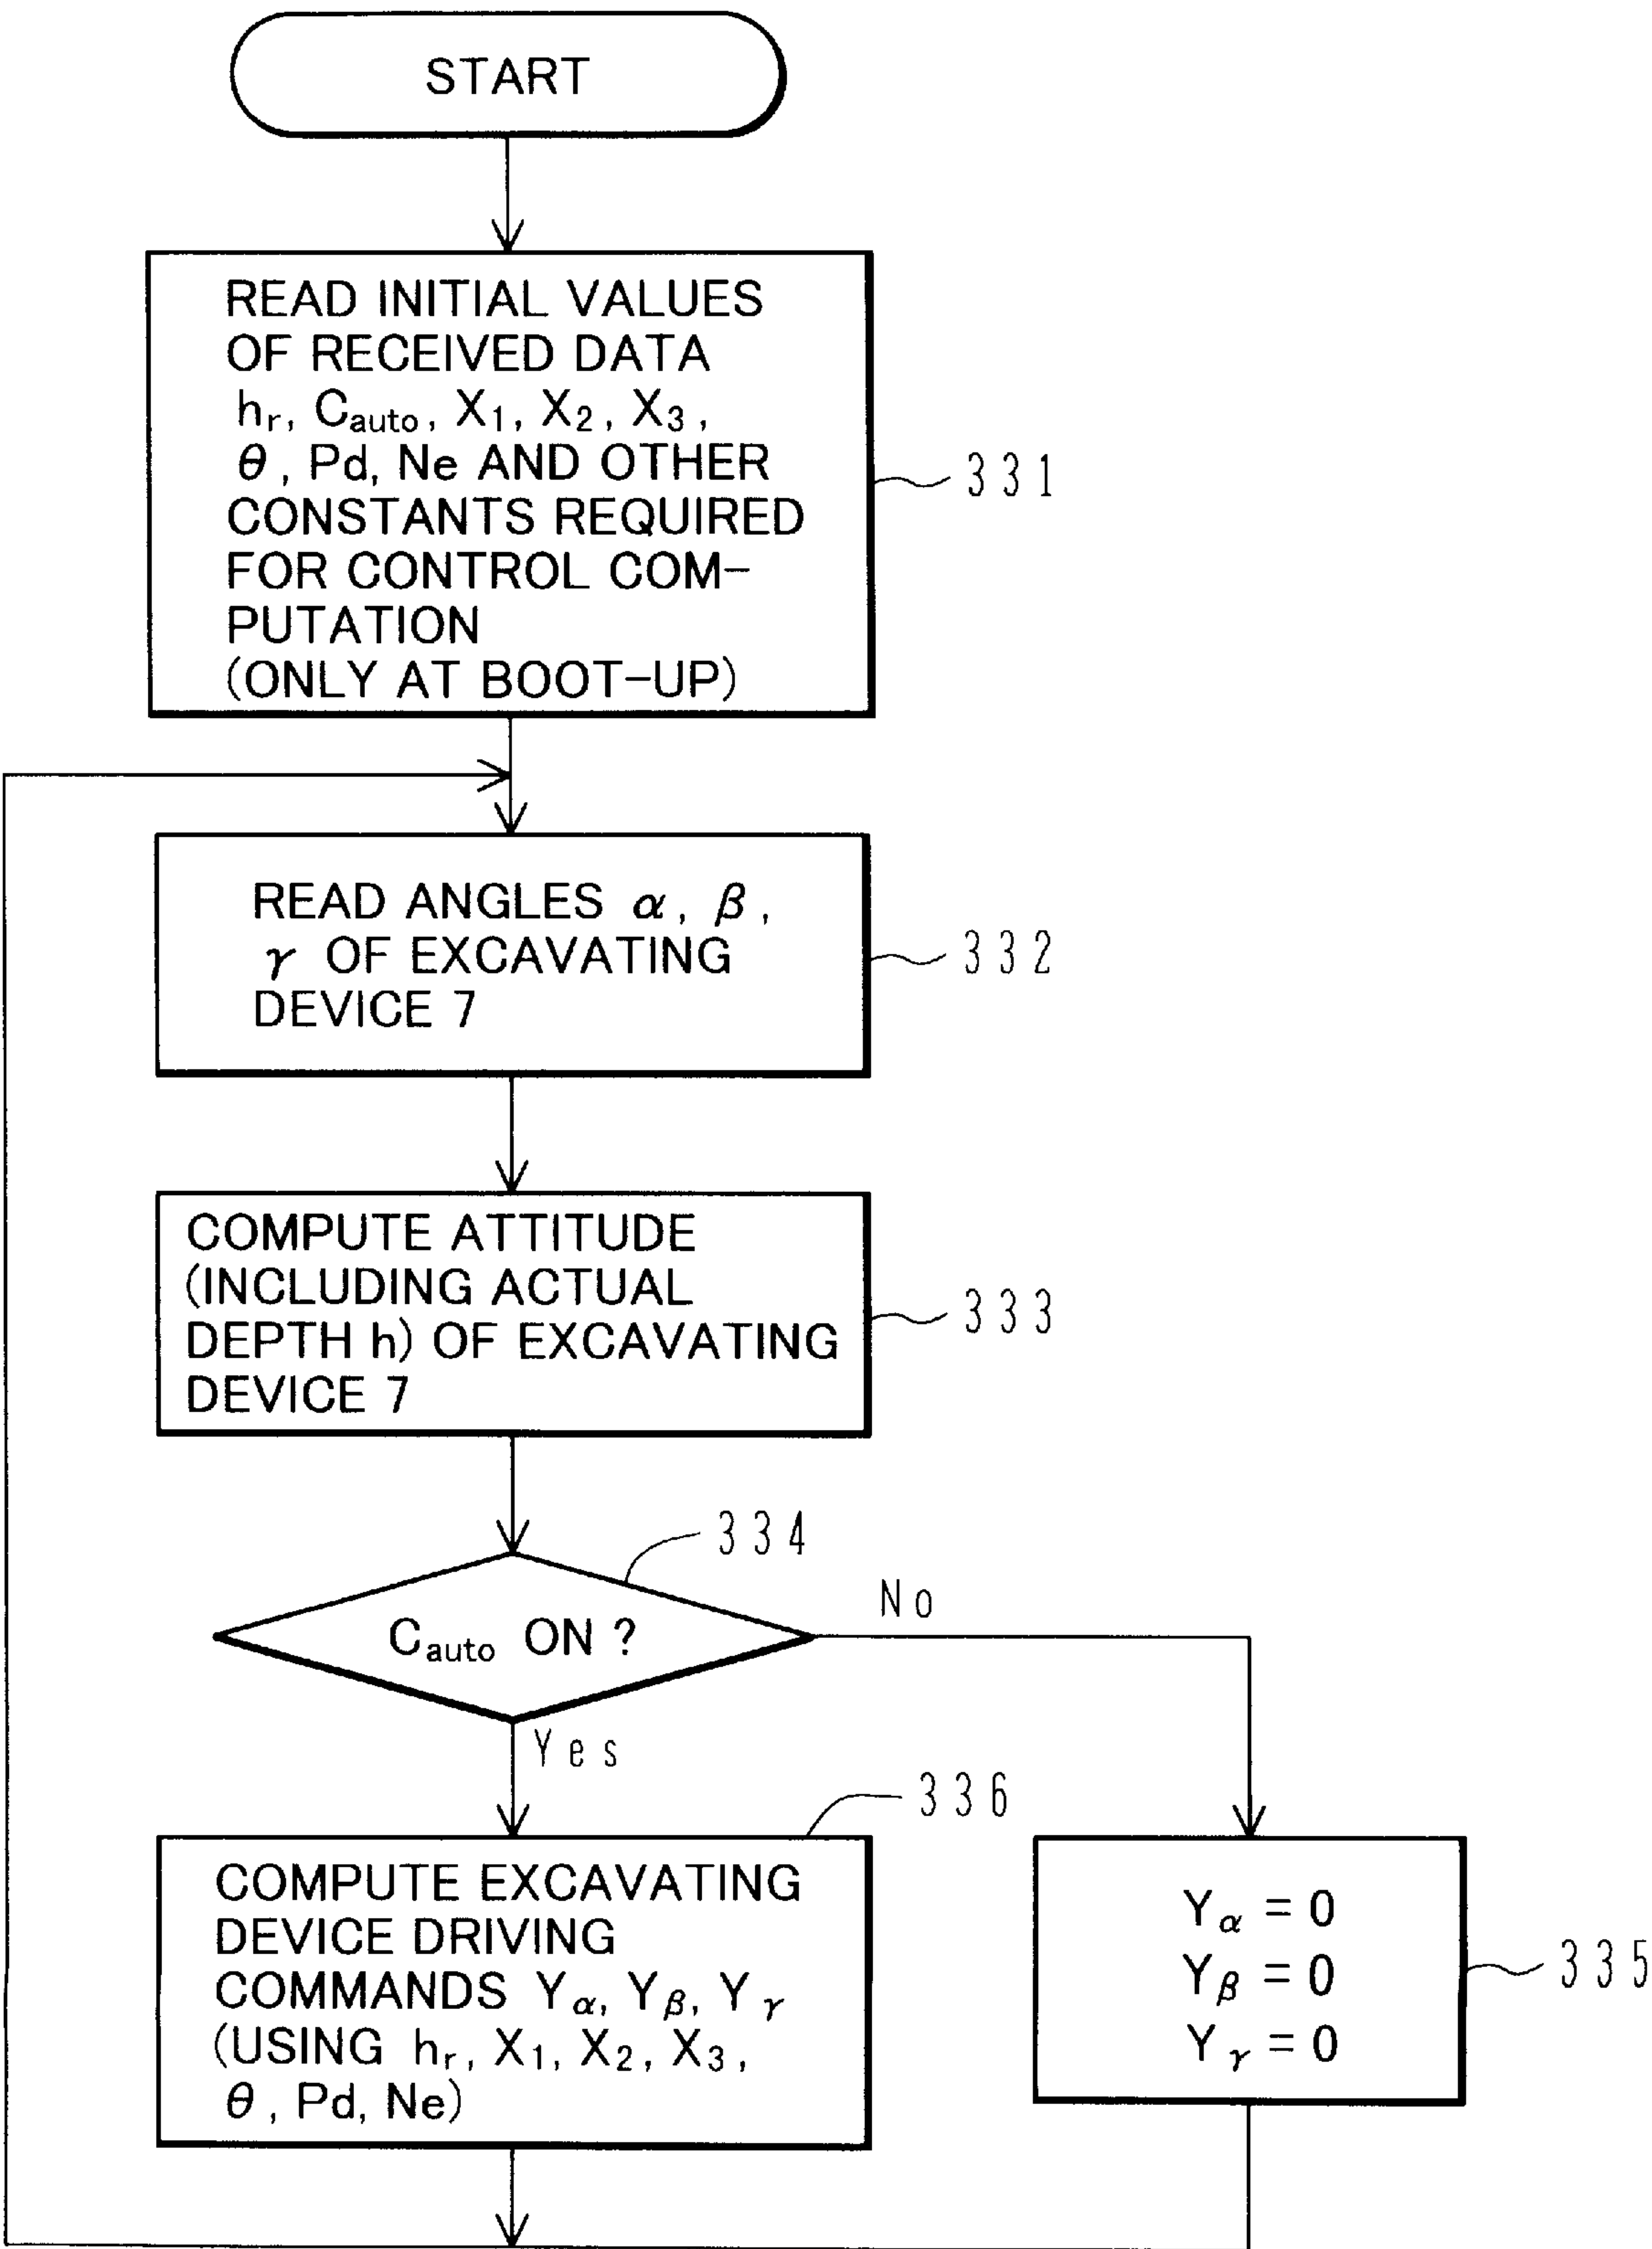 START
READ INITIAL VALUES
OF RECEIVED DATA
hr, Cauto, X1, X2, X3,
θ, Pd, Ne AND OTHER
CONSTANTS REQUIRED
FOR CONTROL COM-
PUTATION
(ONLY AT BOOT-UP)
331
READ ANGLES α, β,
γ OF EXCAVATING
DEVICE 7
332
COMPUTE ATTITUDE
(INCLUDING ACTUAL
DEPTH h) OF EXCAVATING
DEVICE 7
333
334
Cauto ON ?
No
Yes
336
COMPUTE EXCAVATING
DEVICE DRIVING
COMMANDS Yα, Yβ, Yγ
(USING hr, X1, X2, X3,
θ, Pd, Ne)
Yα = 0
Yβ = 0
Yγ = 0
335